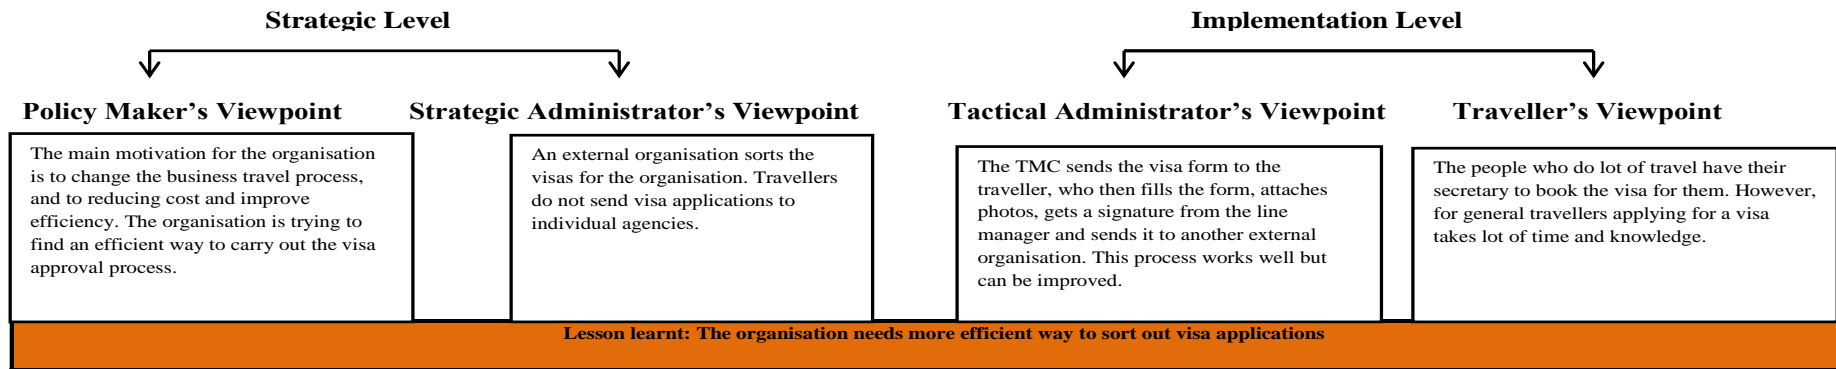 Strategic Level
Implementation Level
Policy Maker's Viewpoint
Strategic Administrator's Viewpoint
Tactical Administrator's Viewpoint
Traveller's Viewpoint
The main motivation for the organisation
is to change the business travel process,
and to reducing cost and improve
efficiency. The organisation is trying to
find an efficient way to carry out the visa
approval process.
An external organisation sorts the
visas for the organisation. Travellers
do not send visa applications to
individual agencies.
The TMC sends the visa form to the
traveller, who then fills the form, attaches
photos, gets a signature from the line
manager and sends it to another external
organisation. This process works well but
can be improved.
The people who do lot of travel have their
secretary to book the visa for them. However,
for general travellers applying for a visa
takes lot of time and knowledge.
Lesson learnt: The organisation needs more efficient way to sort out visa applications